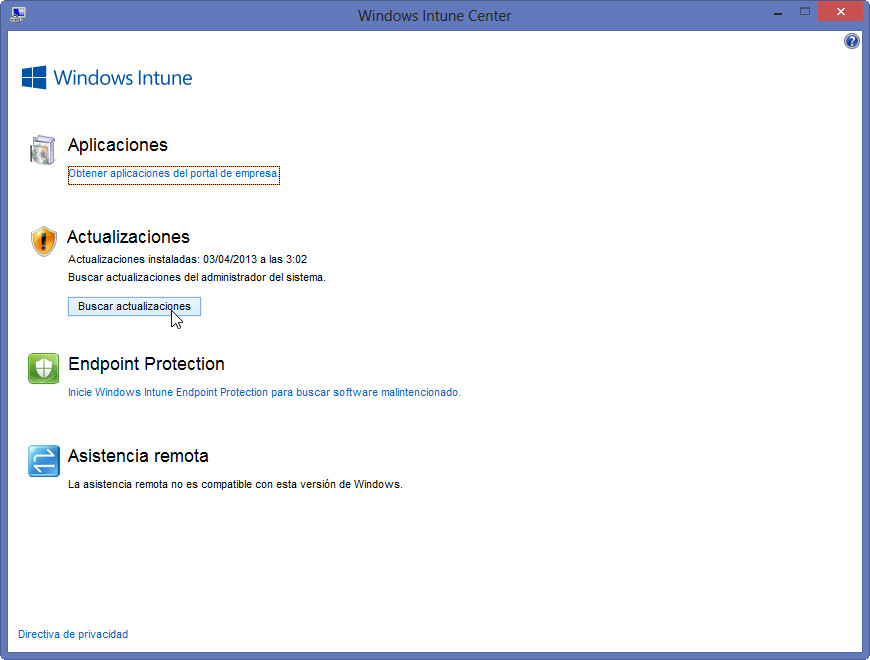 Windows Intune Center
Windows Intune
Aplicaciones
Obtener aplicaciones del portal de empresa.
Actualizaciones
Actualizaciones instaladas: 03/04/2013 a las 3:02
Buscar actualizaciones del administrador del sistema.
Buscar actualizaciones
Endpoint Protection
Inicie Windows Intune Endpoint Protection para buscar software malintencionado.
Asistencia remota
La asistencia remota no es compatible con esta versión de Windows.
Directiva de privacidad